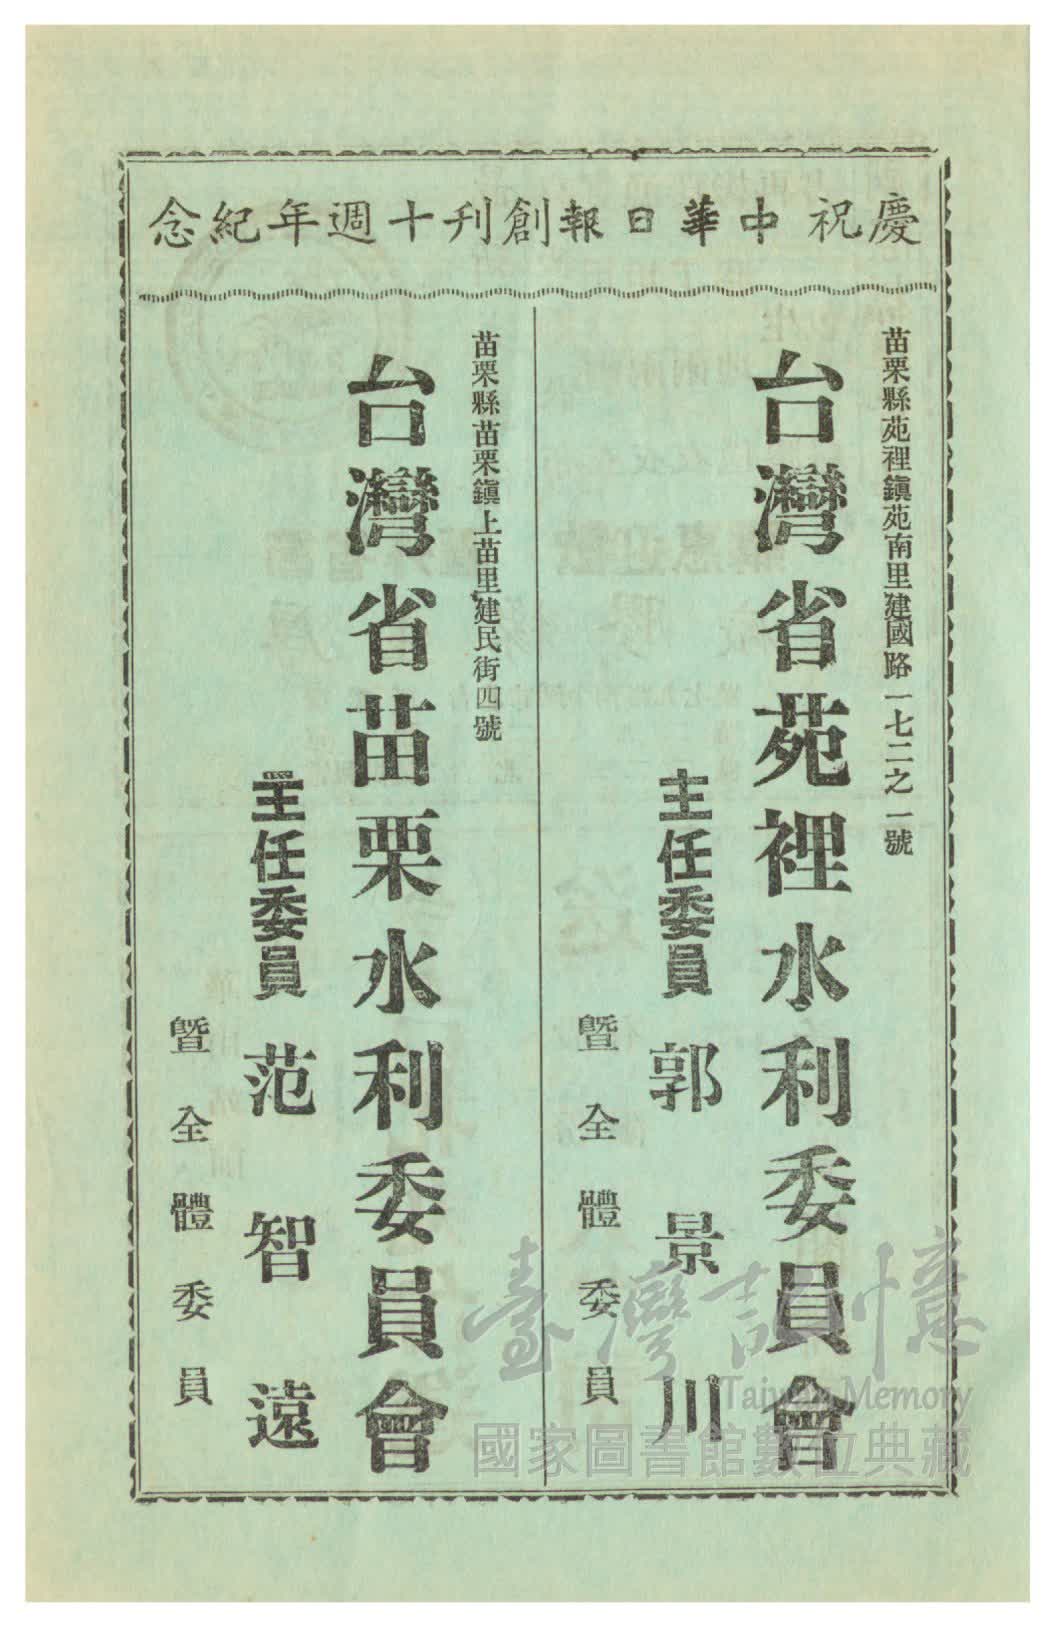 慶祝中華日報創刊十週年紀念
苗栗縣苑裡鎮苑南里建國路一七二之一號
台灣省苑裡水利委員會
主任委員 郭景川
暨全體委員
苗栗縣苗栗鎮上苗里建民街四號
台灣省苗栗水利委員會
主任委員 范智遠
暨全體委員
臺灣記憶
Taiwan Memory
國家圖書館數位典藏